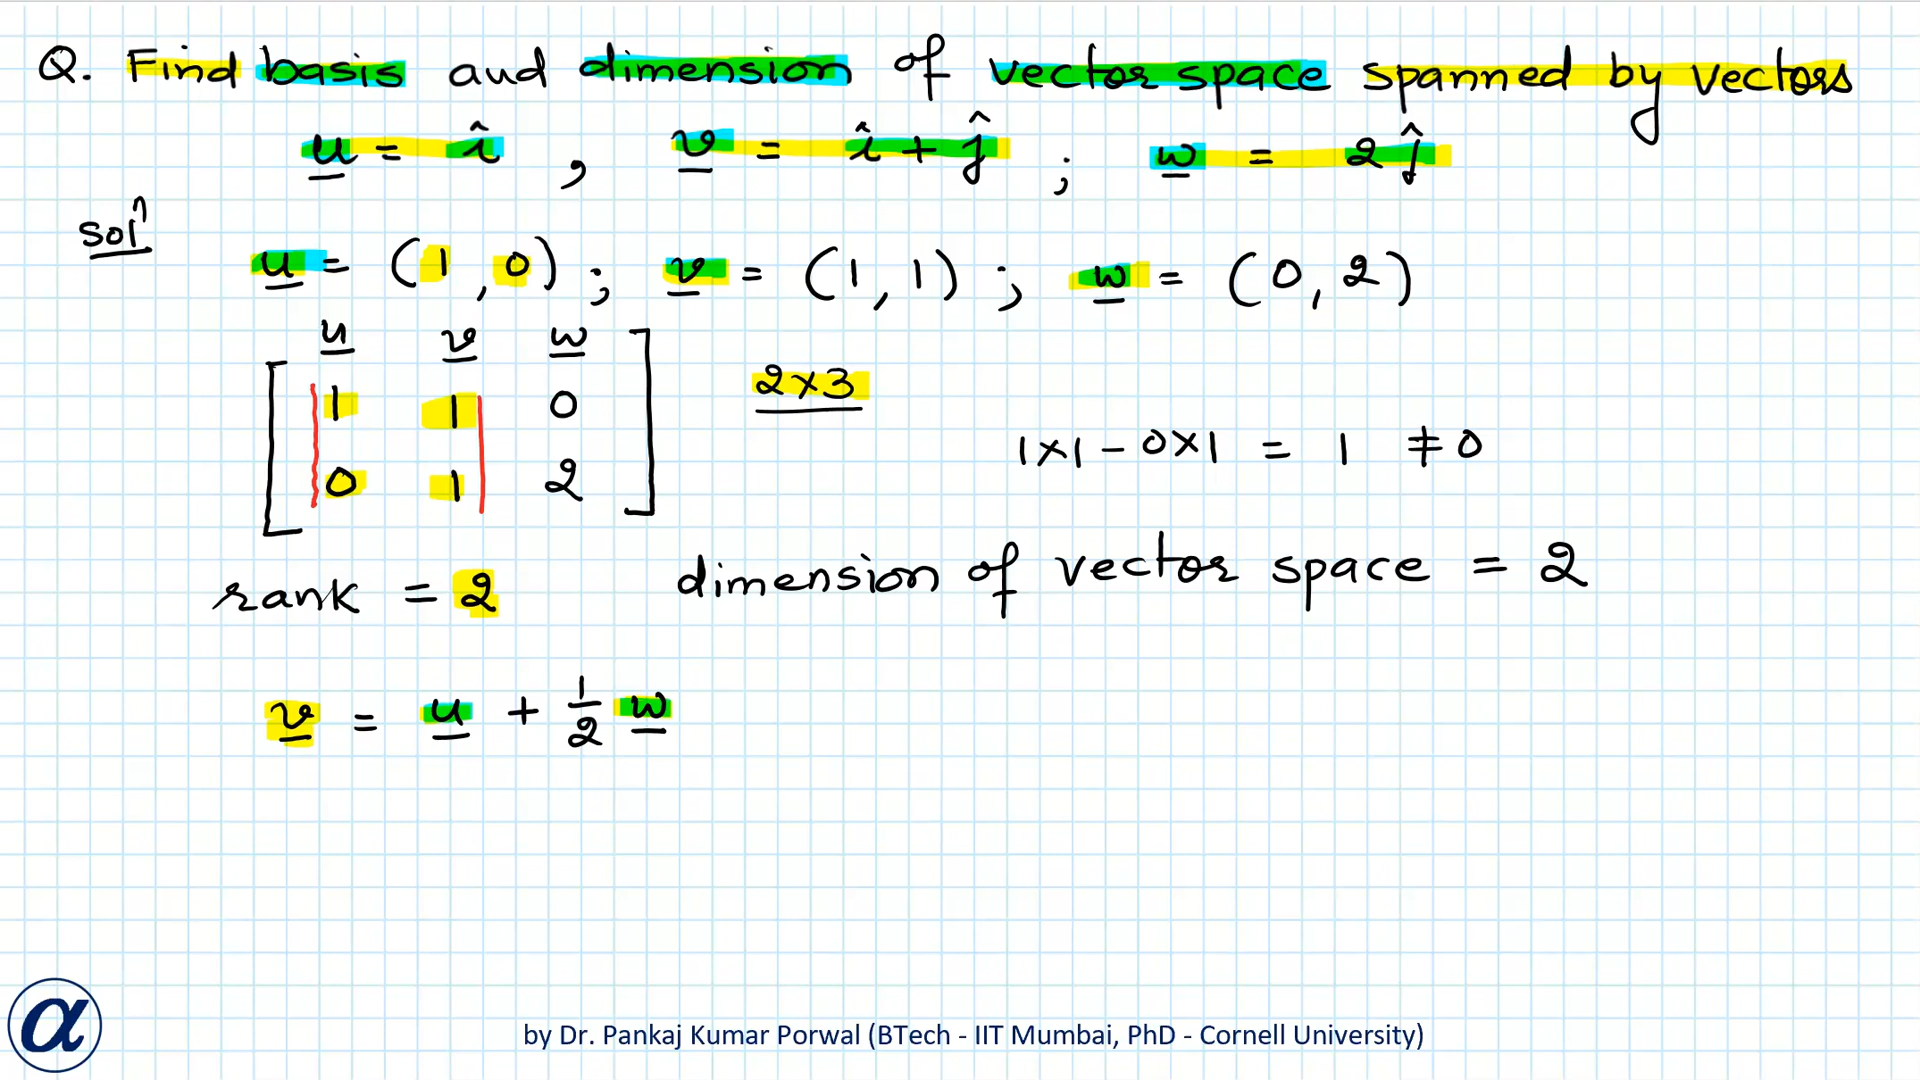 Q. Find basis and dimension of vector space spanned by vectors
u = î , v = î + ĵ ; w = 2ĵ
solⁿ
u = (1, 0) ; v = (1, 1) ; w = (0, 2)
u v w
1 1 0
2×3
0 1 2
1×1 − 0×1 = 1 ≠ 0
rank = 2 dimension of vector space = 2
v = u + 1/2 w
α
by Dr. Pankaj Kumar Porwal (BTech - IIT Mumbai, PhD - Cornell University)